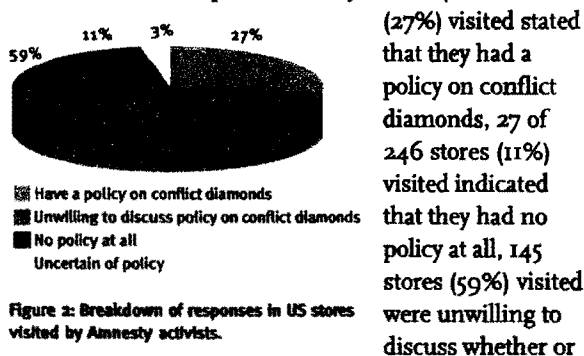 59%
11%
3%
27%
Have a policy on conflict diamonds
Unwilling to discuss policy on conflict diamonds
No policy at all
Uncertain of policy
Figure 2: Breakdown of responses in US stores
visited by Amnesty activists.
(27%) visited stated
that they had a
policy on conflict
diamonds, 27 of
246 stores (11%)
visited indicated
that they had no
policy at all, 145
stores (59%) visited
were unwilling to
discuss whether or